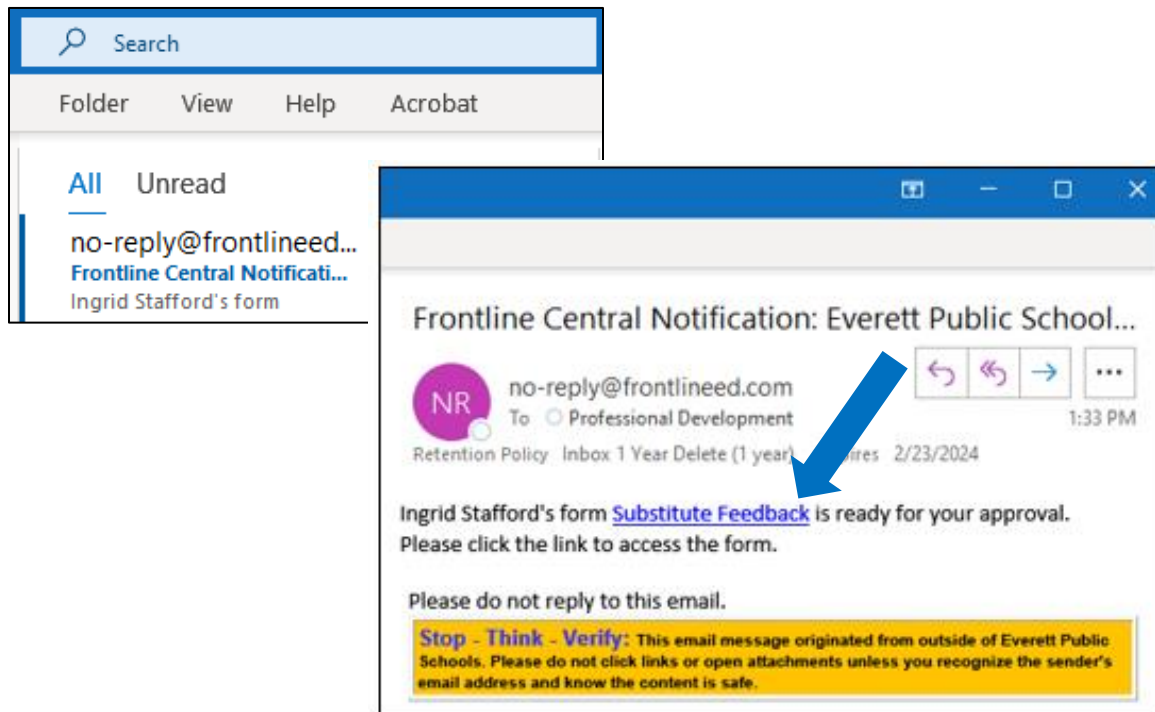 Search
Folder View Help Acrobat
All Unread
no-reply@frontlineed...
Frontline Central Notificati...
Ingrid Stafford's form
Frontline Central Notification: Everett Public School...
NR
no-reply@frontlineed.com
To Professional Development
1:33 PM
Retention Policy Inbox 1 Year Delete (1 year) 2/23/2024
Ingrid Stafford's form Substitute Feedback is ready for your approval.
Please click the link to access the form.
Please do not reply to this email.
Stop - Think - Verify: This email message originated from outside of Everett Public
Schools. Please do not click links or open attachments unless you recognize the sender's
email address and know the content is safe.